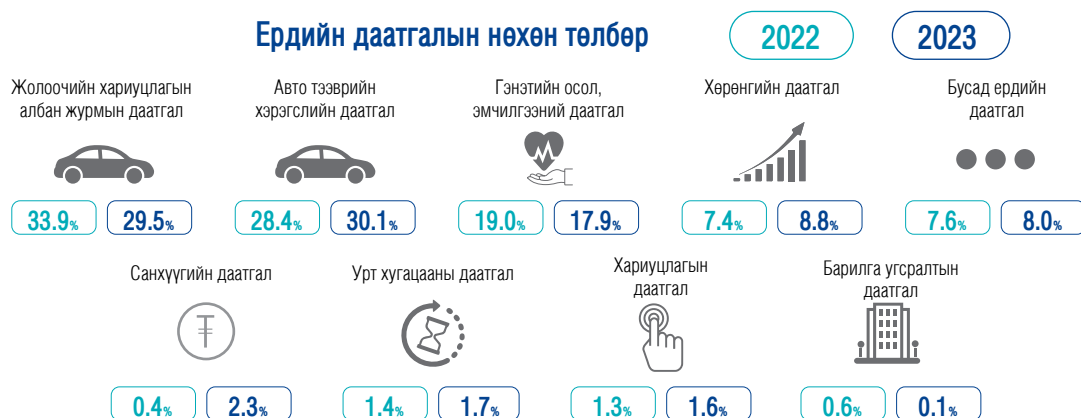 Ердийн даатгалын нөхөн төлбөр
2022
2023
Жолоочийн хариуцлагын
албан журмын даатгал
33.9%
29.5%
Авто тээврийн
хэрэгслийн даатгал
28.4%
30.1%
Гэнэтийн осол,
эмчилгээний даатгал
19.0%
17.9%
Хөрөнгийн даатгал
7.4%
8.8%
Бусад ердийн
даатгал
7.6%
8.0%
Санхүүгийн даатгал
₮
0.4%
2.3%
Урт хугацааны даатгал
1.4%
1.7%
Хариуцлагын
даатгал
1.3%
1.6%
Барилга угсралтын
даатгал
0.6%
0.1%